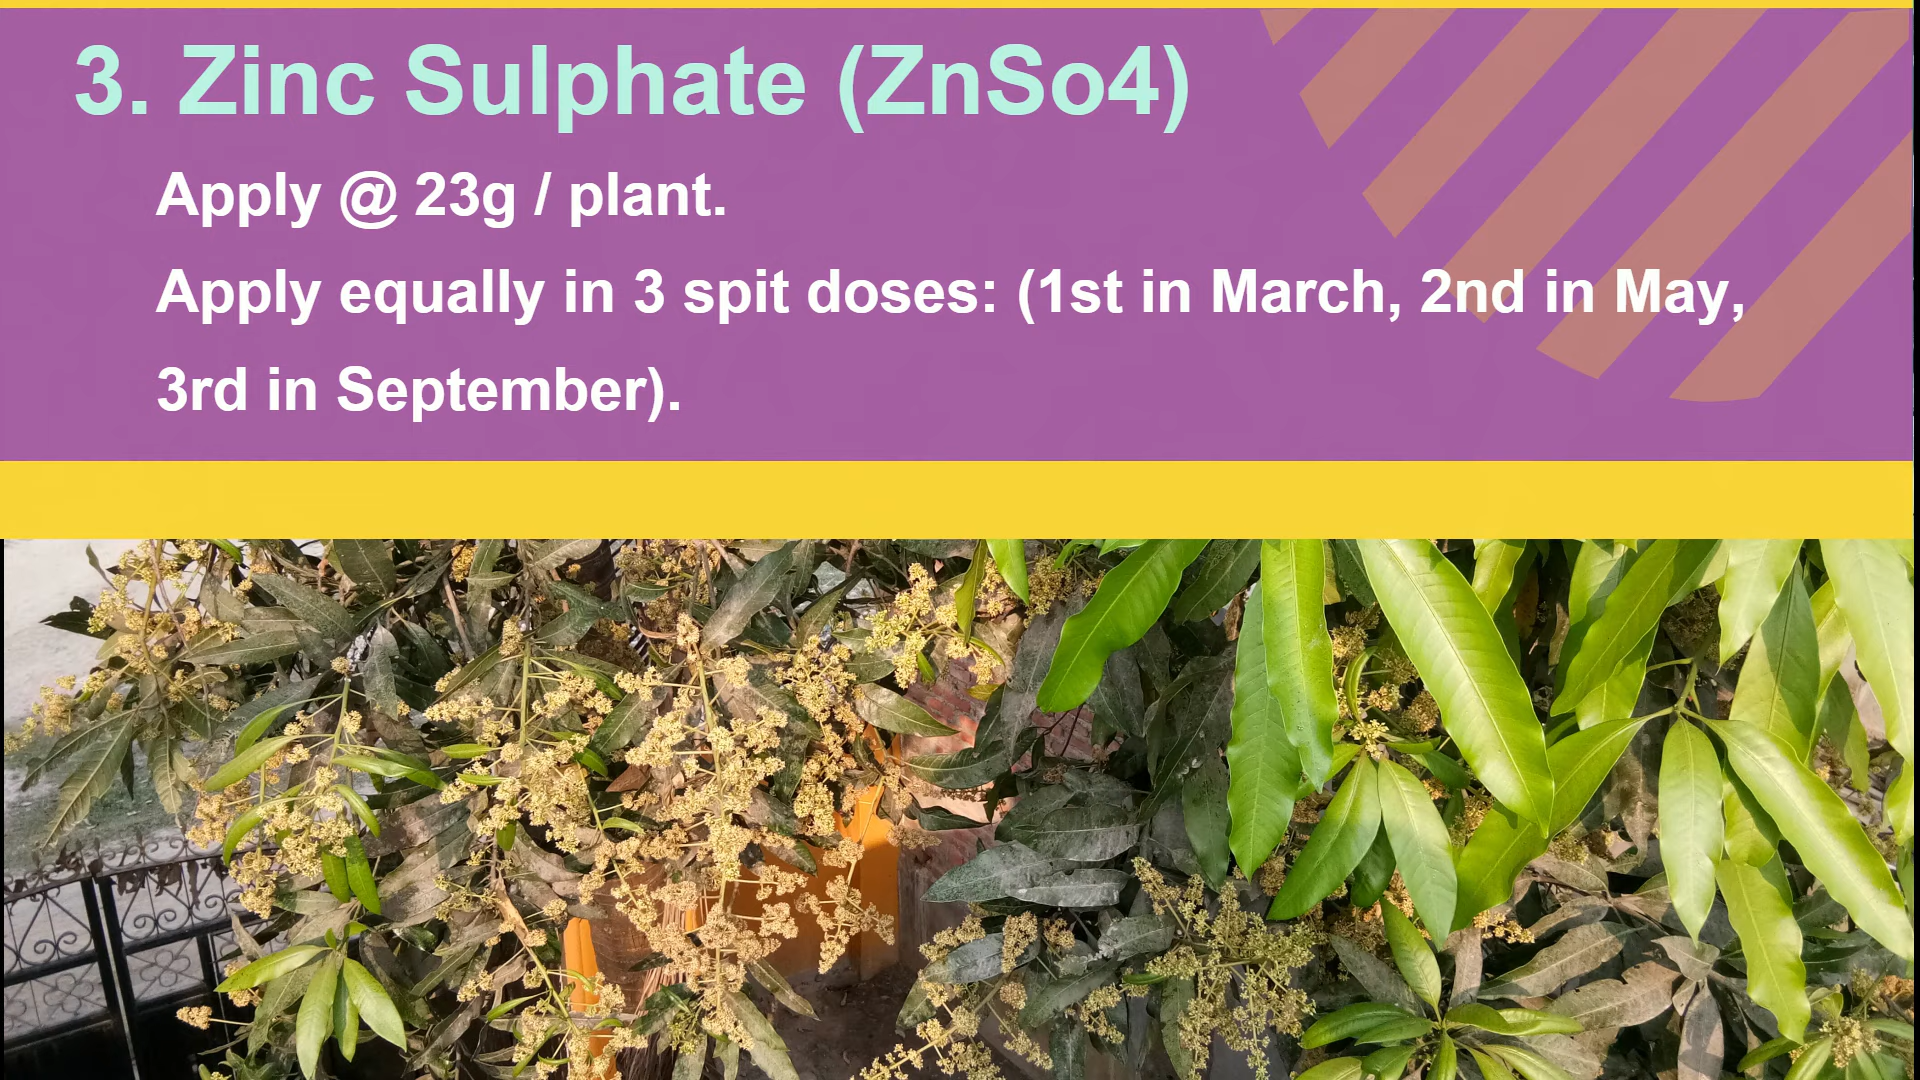 3. Zinc Sulphate (ZnSo4)
Apply @ 23g / plant.
Apply equally in 3 spit doses: (1st in March, 2nd in May,
3rd in September).